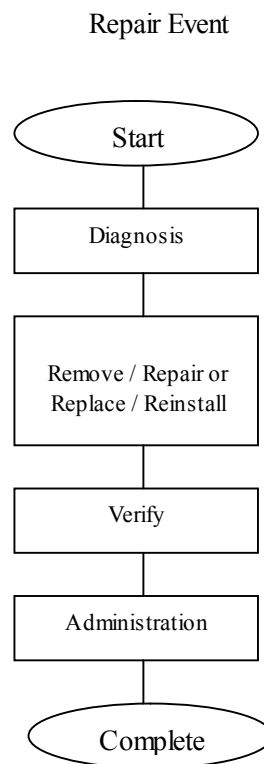 Repair Event
Start
Diagnosis
Remove / Repair or
Replace / Reinstall
Verify
Administration
Complete